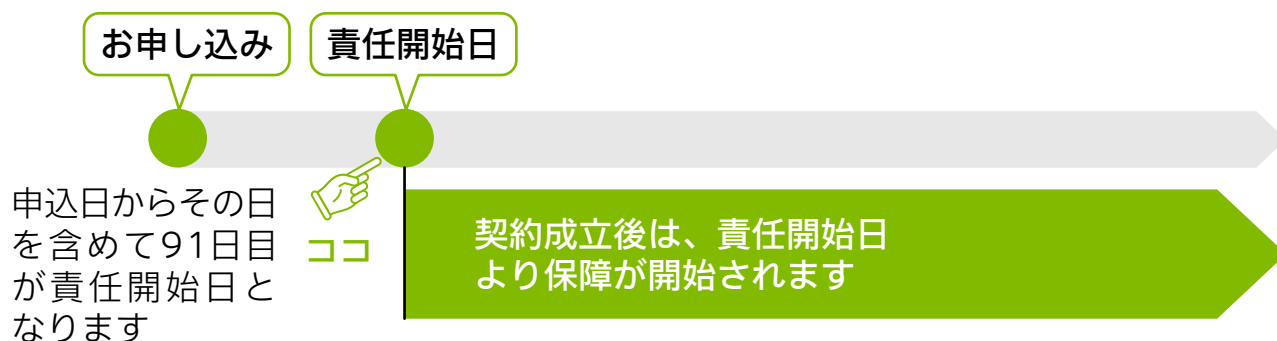 お申し込み
責任開始日
申込日からその日
を含めて91日目
が責任開始日と
なります
ココ
契約成立後は、責任開始日
より保障が開始されます